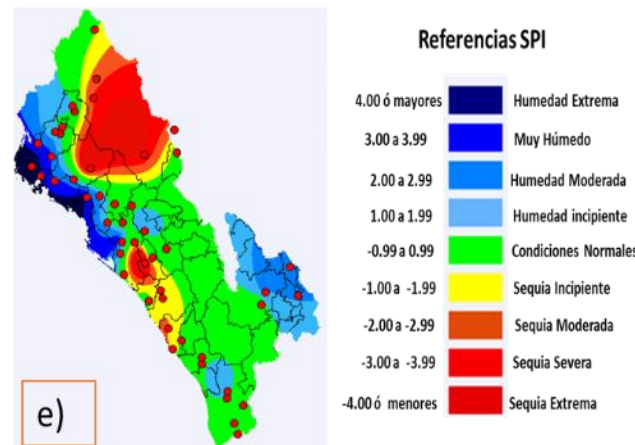 Referencias SPI
4.00 ó mayores Humedad Extrema
3.00 a 3.99 Muy Húmedo
2.00 a 2.99 Humedad Moderada
1.00 a 1.99 Humedad incipiente
-0.99 a 0.99 Condiciones Normales
-1.00 a -1.99 Sequia Incipiente
-2.00 a -2.99 Sequia Moderada
-3.00 a -3.99 Sequia Severa
-4.00 ó menores Sequia Extrema
e)